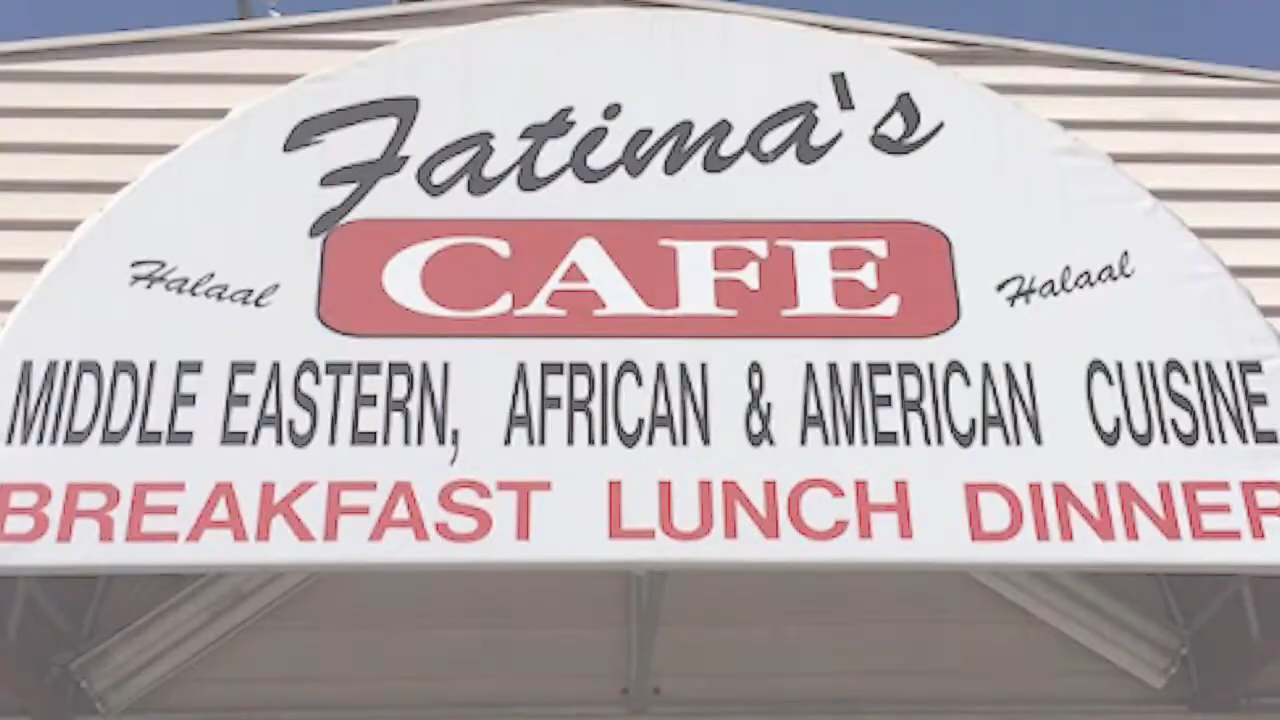 Fatima's
CAFE
Halaal Halaal
MIDDLE EASTERN, AFRICAN & AMERICAN CUISINE
BREAKFAST LUNCH DINNER